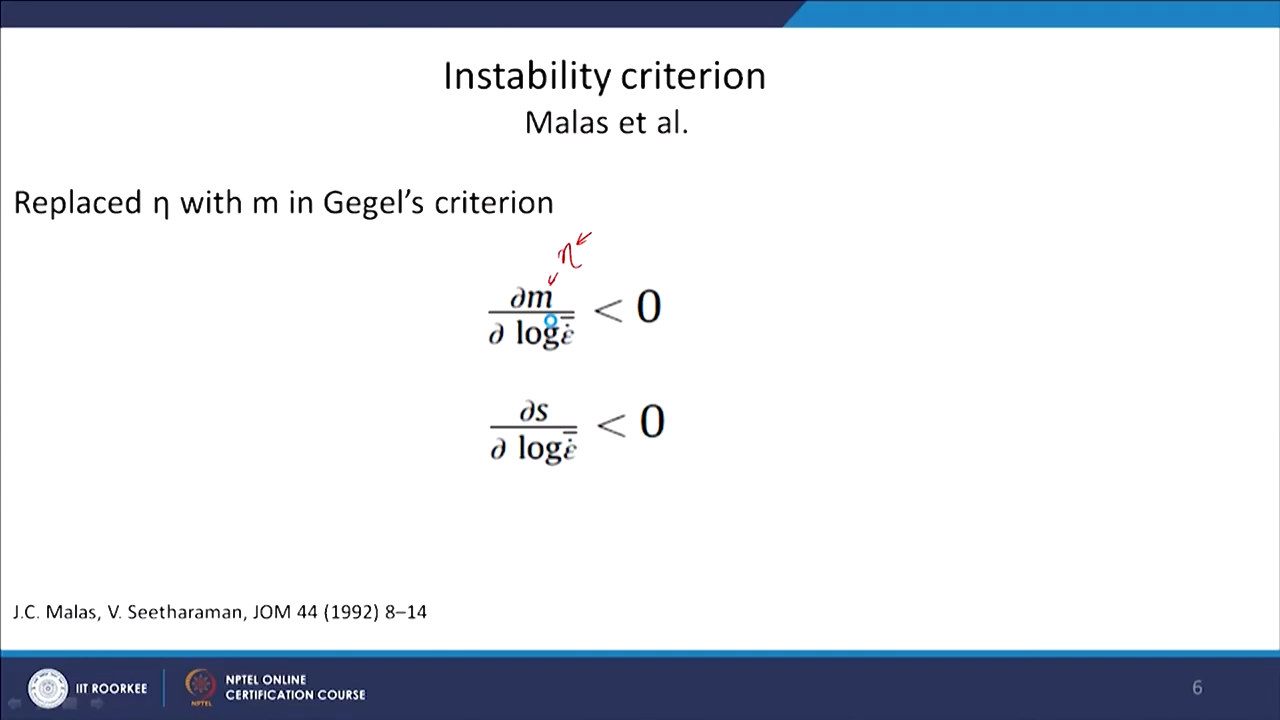 Instability criterion
Malas et al.
Replaced η with m in Gegel's criterion
η
∂m / ∂ log ε̄̇ < 0
∂s / ∂ log ε̄̇ < 0
J.C. Malas, V. Seetharaman, JOM 44 (1992) 8–14
IIT ROORKEE
NPTEL
NPTEL ONLINE
CERTIFICATION COURSE
6